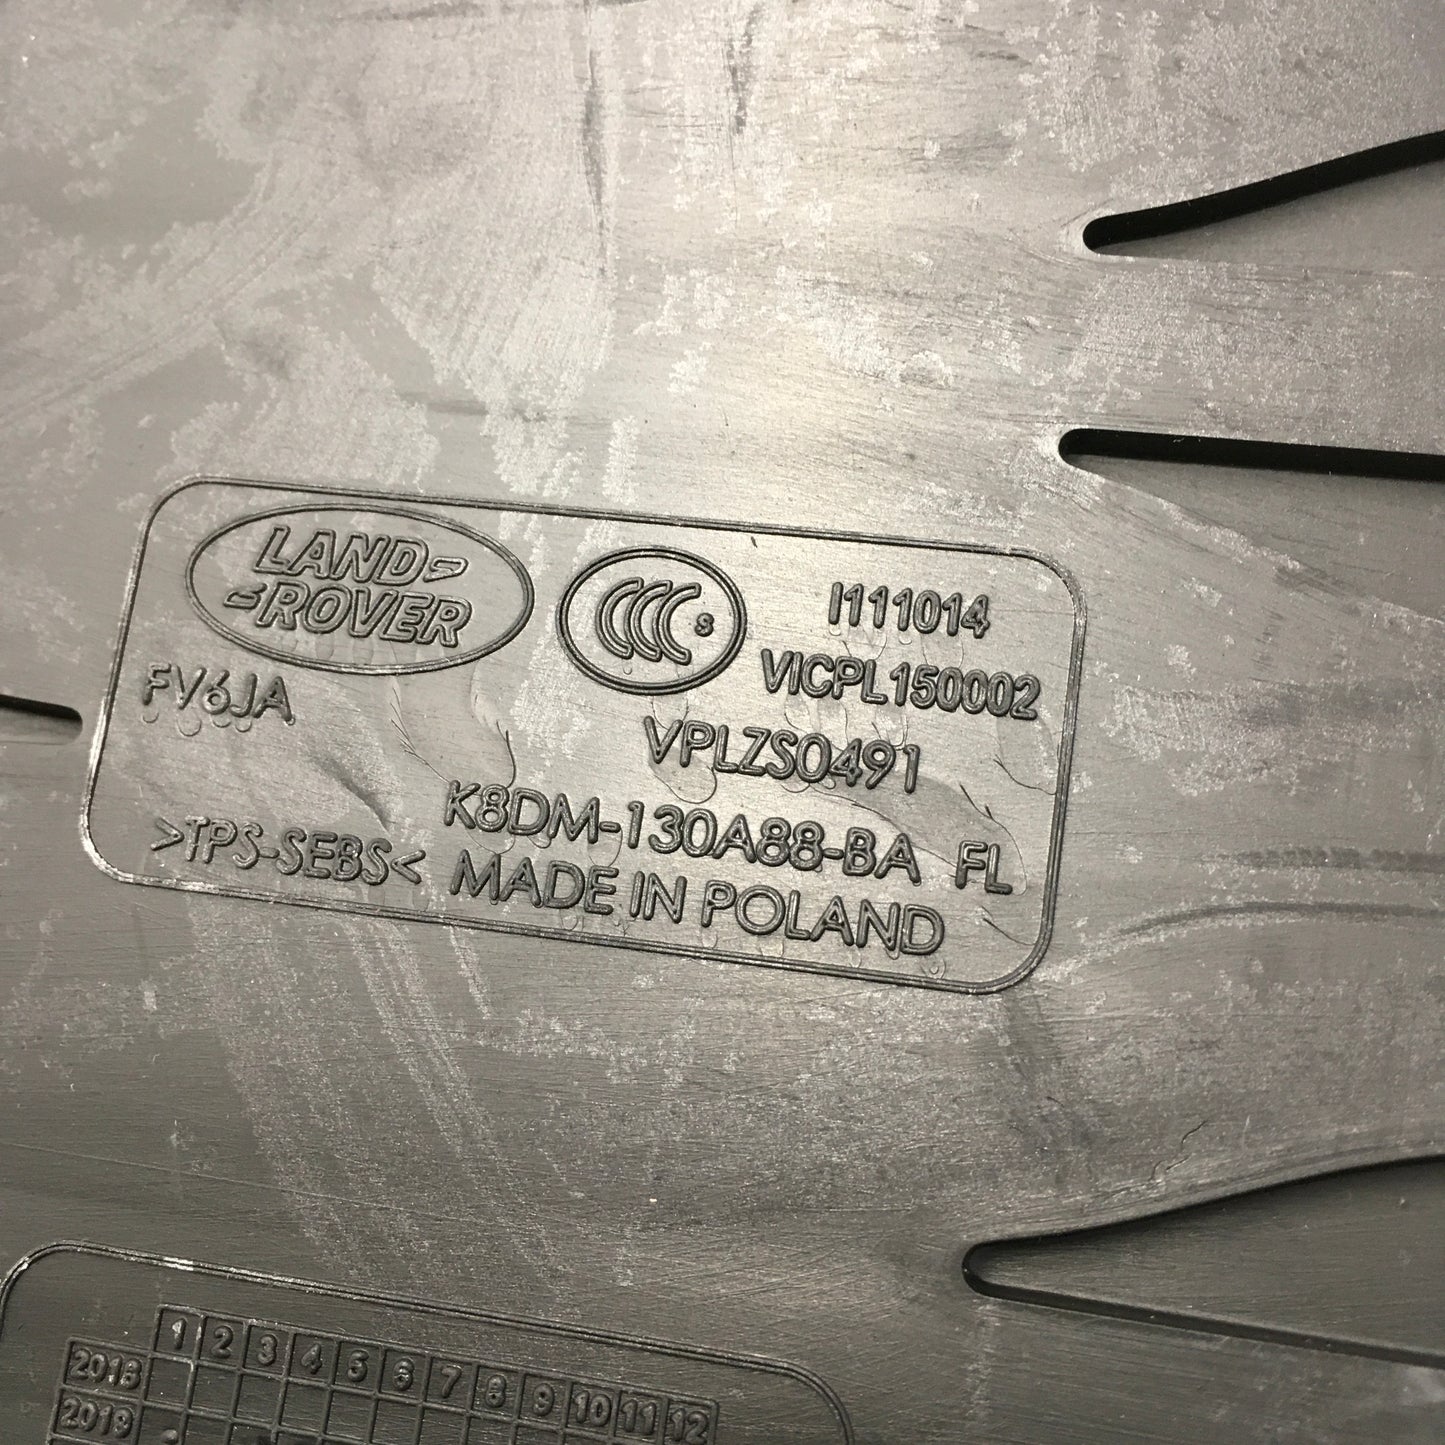 LAND
ROVER
CCC S
I111014
VICPL150002
FV6JA
VPLZS0491
K8DM-130A88-BA FL
>TPS-SEBS<
MADE IN POLAND
1 2 3 4 5 6 7 8 9 10 11 12
2018
2019